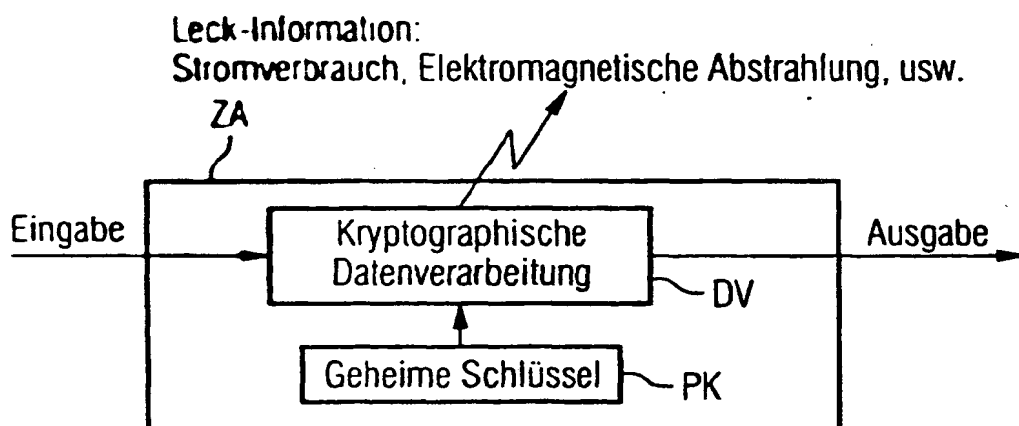 Leck-Information:
Stromverbrauch, Elektromagnetische Abstrahlung, usw.
ZA
Eingabe
Kryptographische
Datenverarbeitung
Ausgabe
DV
Geheime Schlüssel
PK